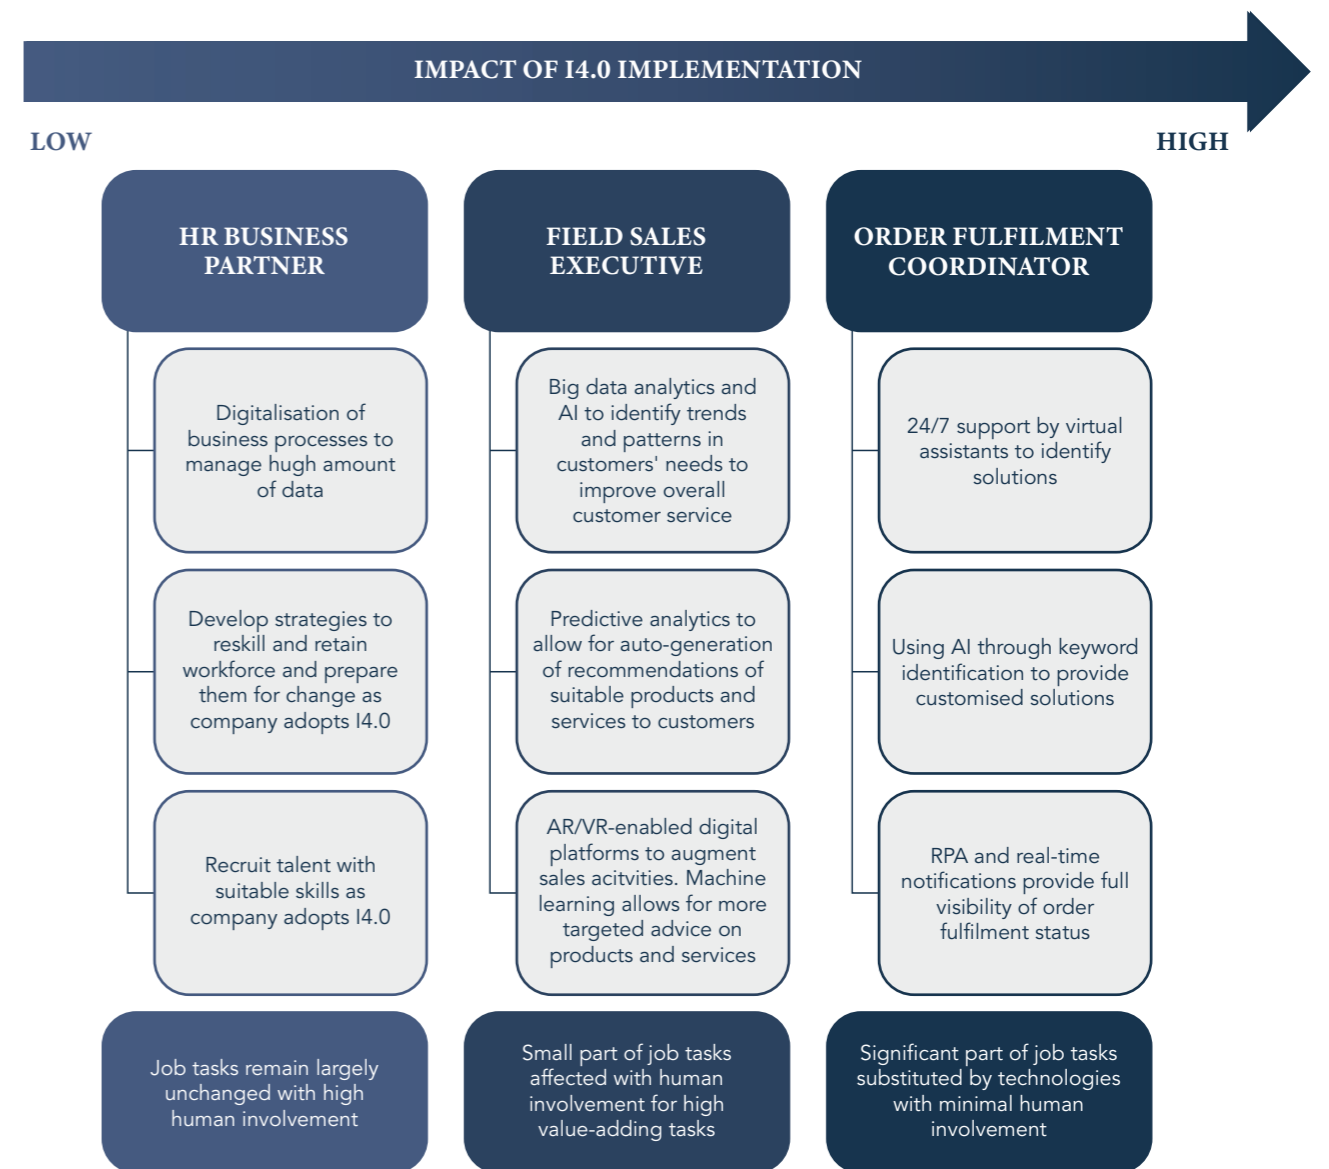 IMPACT OF I4.0 IMPLEMENTATION
LOW
HIGH
HR BUSINESS
PARTNER
Digitalisation of
business processes to
manage hugh amount
of data
Develop strategies to
reskill and retain
workforce and prepare
them for change as
company adopts I4.0
Recruit talent with
suitable skills as
company adopts I4.0
Job tasks remain largely
unchanged with high
human involvement
FIELD SALES
EXECUTIVE
Big data analytics and
AI to identify trends
and patterns in
customers' needs to
improve overall
customer service
Predictive analytics to
allow for auto-generation
of recommendations of
suitable products and
services to customers
AR/VR-enabled digital
platforms to augment
sales acitvities. Machine
learning allows for more
targeted advice on
products and services
Small part of job tasks
affected with human
involvement for high
value-adding tasks
ORDER FULFILMENT
COORDINATOR
24/7 support by virtual
assistants to identify
solutions
Using AI through keyword
identification to provide
customised solutions
RPA and real-time
notifications provide full
visibility of order
fulfilment status
Significant part of job tasks
substituted by technologies
with minimal human
involvement